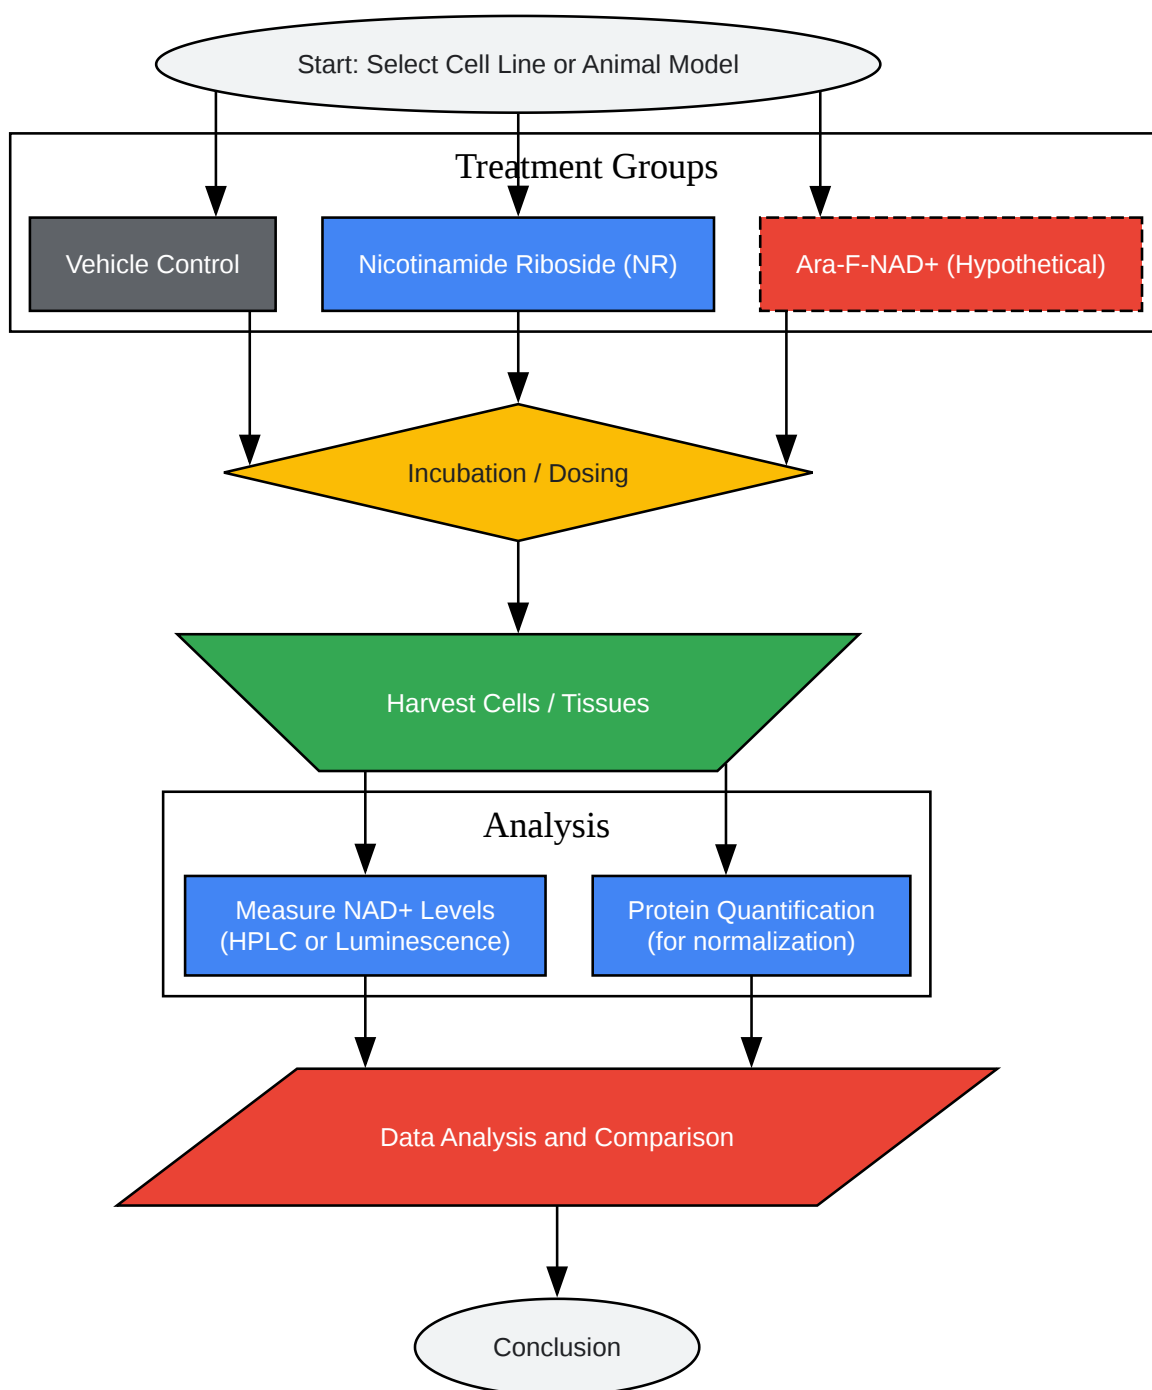 Start: Select Cell Line or Animal Model
Treatment Groups
Vehicle Control
Nicotinamide Riboside (NR)
Ara-F-NAD+ (Hypothetical)
Incubation / Dosing
Harvest Cells / Tissues
Analysis
Measure NAD+ Levels
(HPLC or Luminescence)
Protein Quantification
(for normalization)
Data Analysis and Comparison
Conclusion